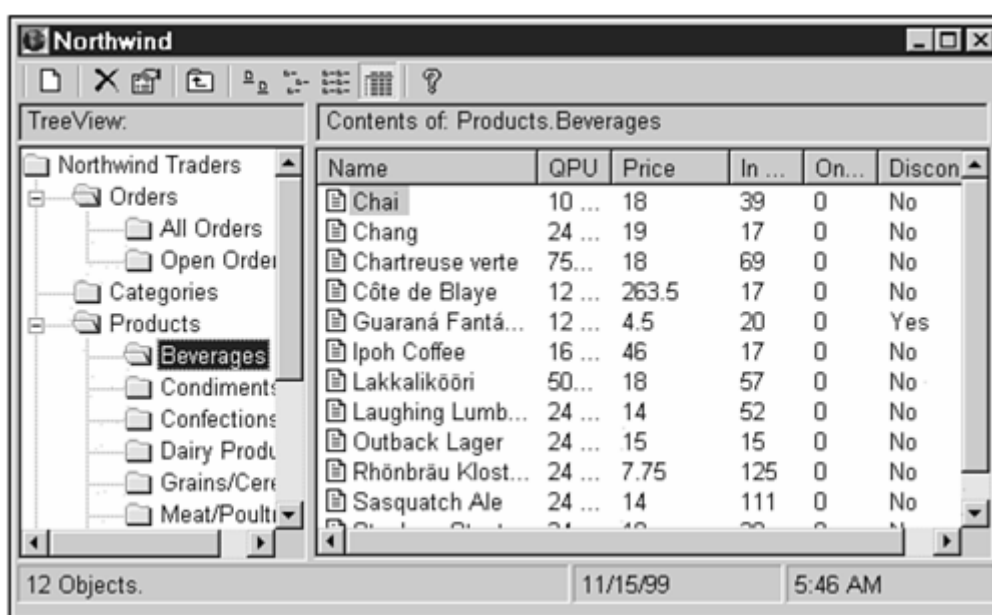 Northwind
TreeView:
Contents of: Products.Beverages
Northwind Traders
Orders
All Orders
Open Order
Categories
Products
Beverages
Condiments
Confections
Dairy Produ
Grains/Cere
Meat/Poultr
Name QPU Price In ... On... Discon
Chai 10 ... 18 39 0 No
Chang 24 ... 19 17 0 No
Chartreuse verte 75... 18 69 0 No
Côte de Blaye 12 ... 263.5 17 0 No
Guaraná Fantá... 12 ... 4.5 20 0 Yes
Ipoh Coffee 16 ... 46 17 0 No
Lakkalikööri 50... 18 57 0 No
Laughing Lumb... 24 ... 14 52 0 No
Outback Lager 24 ... 15 15 0 No
Rhönbräu Klost... 24 ... 7.75 125 0 No
Sasquatch Ale 24 ... 14 111 0 No
12 Objects. 11/15/99 5:46 AM